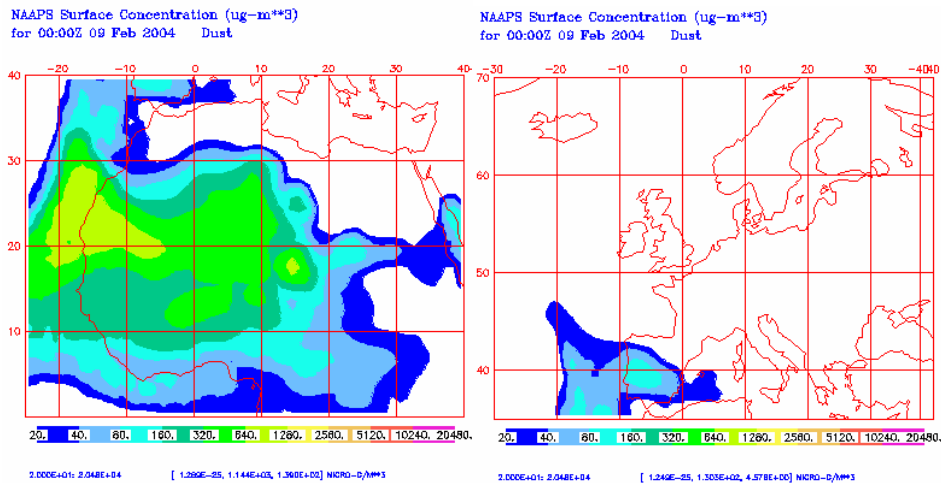 NAAPS Surface Concentration (ug-m**3)
for 00:00Z 09 Feb 2004 Dust
-20 -10 0 10 20 30 40
40
30
20
10
20. 40. 80. 160. 320. 640. 1280. 2560. 5120. 10240. 20480.
2.000E+01: 2.048E+04 [ 1.269E-25, 1.144E+03, 1.390E+02] MICRO-G/M**3
NAAPS Surface Concentration (ug-m**3)
for 00:00Z 09 Feb 2004 Dust
-30 -20 -10 0 10 20 30 40
70
60
50
40
20. 40. 80. 160. 320. 640. 1280. 2560. 5120. 10240. 20480.
2.000E+01: 2.048E+04 [ 1.249E-25, 1.303E+02, 4.578E+00] MICRO-G/M**3